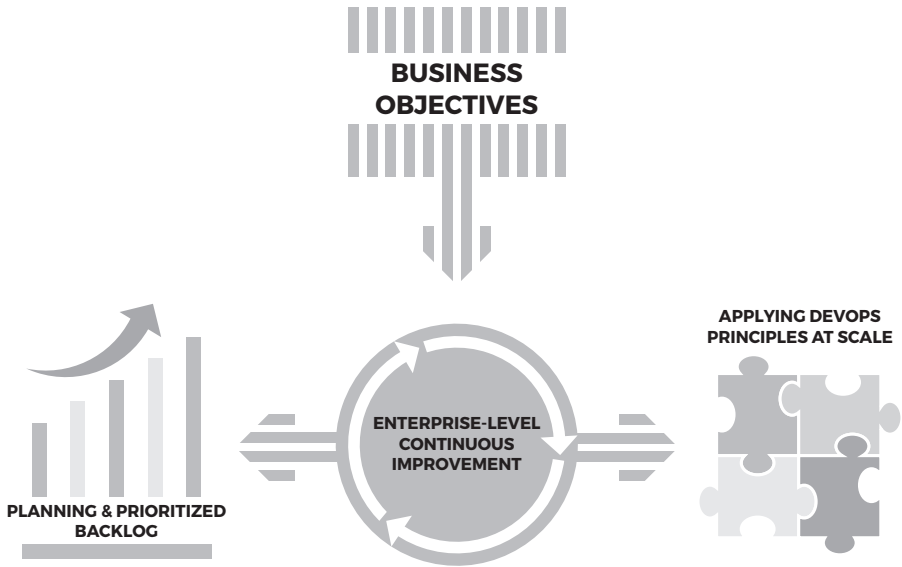 BUSINESS
OBJECTIVES
APPLYING DEVOPS
PRINCIPLES AT SCALE
ENTERPRISE-LEVEL
CONTINUOUS
IMPROVEMENT
PLANNING & PRIORITIZED
BACKLOG